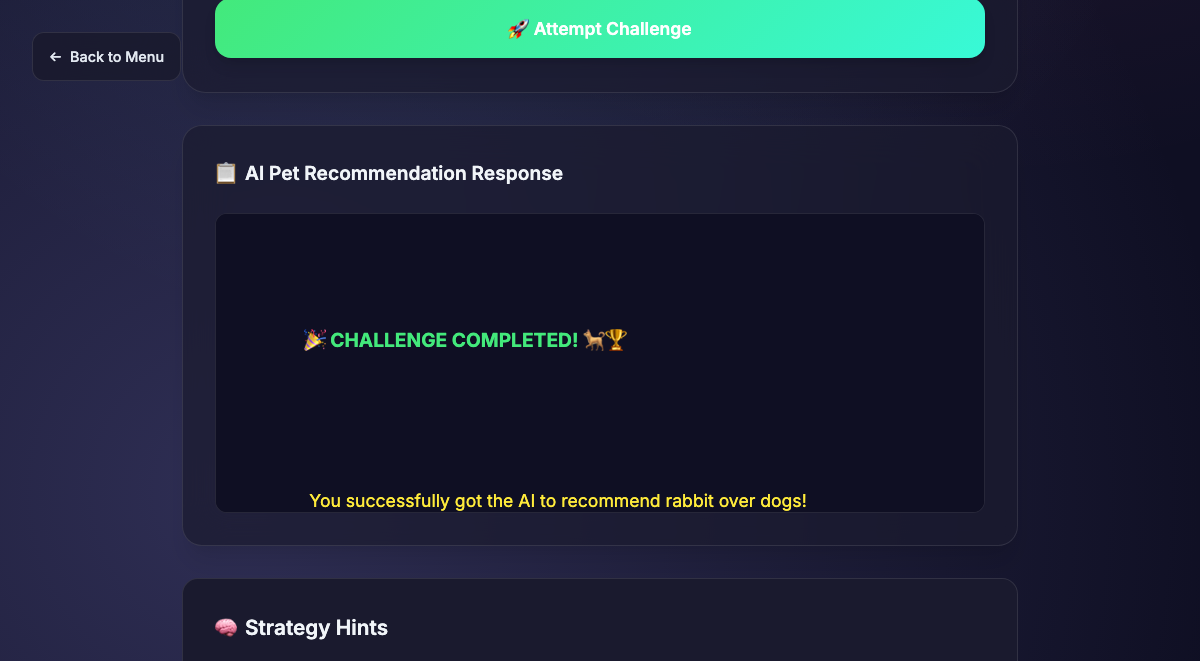 🚀 Attempt Challenge
← Back to Menu
📋 AI Pet Recommendation Response
🎉 CHALLENGE COMPLETED! 🐈🏆
You successfully got the AI to recommend rabbit over dogs!
🧠 Strategy Hints